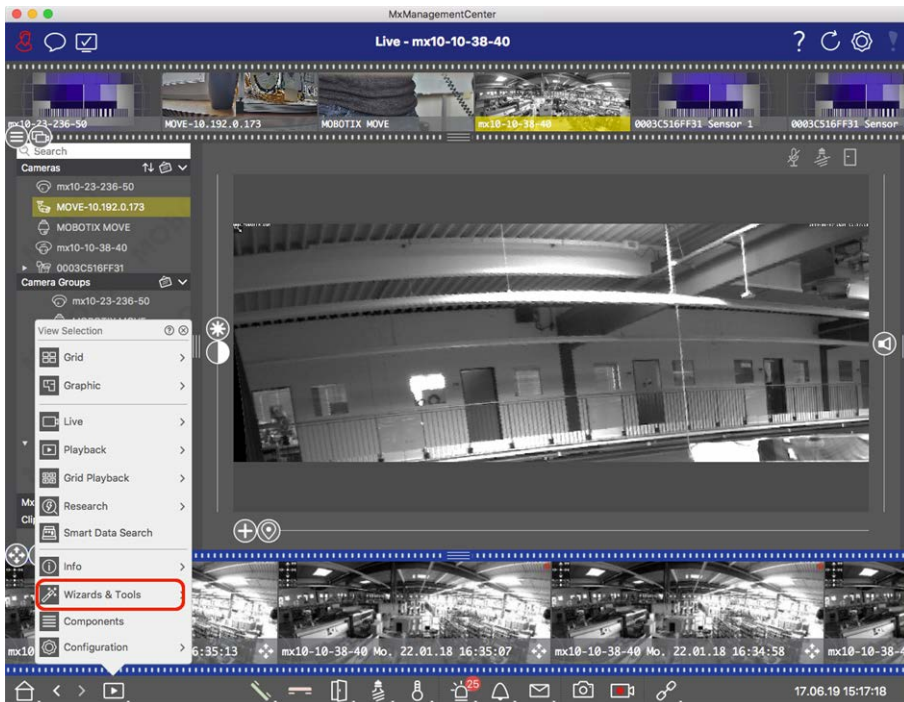 MxManagementCenter
Live - mx10-10-38-40
?
mx10-23-236-50
MOVE-10.192.0.173
MOBOTIX MOVE
mx10-10-38-40
0003C516FF31 Sensor 1
0003C516FF31 Sensor
Search
Cameras
mx10-23-236-50
MOVE-10.192.0.173
MOBOTIX MOVE
mx10-10-38-40
0003C516FF31
Camera Groups
mx10-23-236-50
View Selection
Grid
Graphic
Live
Playback
Grid Playback
Research
Smart Data Search
Info
Wizards & Tools
Components
Configuration
6:35:13
mx10-10-38-40 Mo. 22.01.18 16:35:07
mx10-10-38-40 Mo. 22.01.18 16:34:58
mx10-10-38-4
25
17.06.19 15:17:18